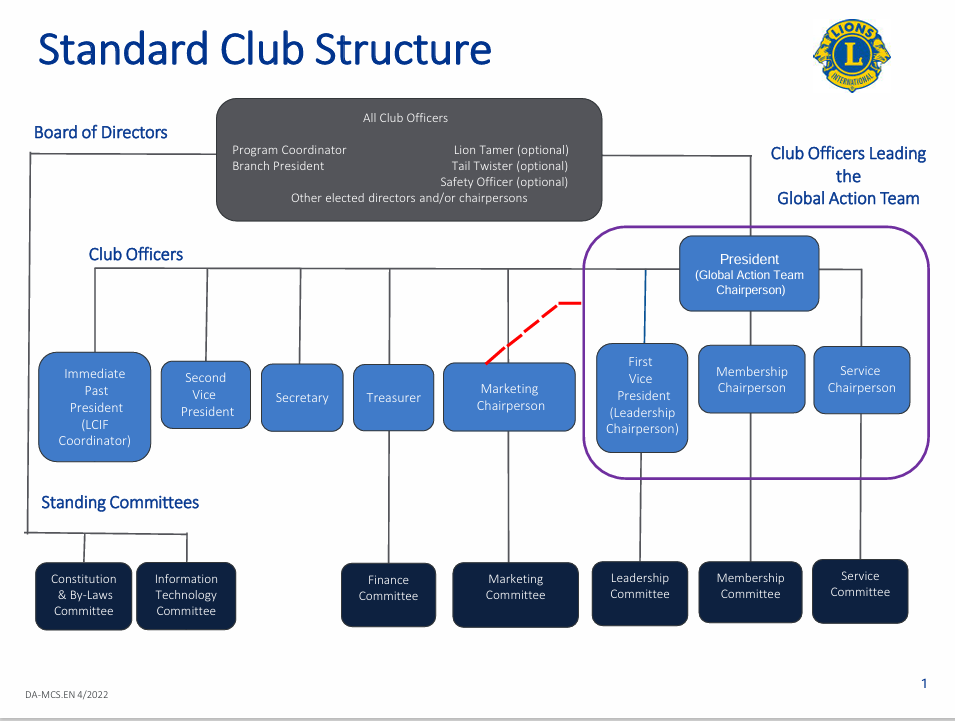 Standard Club Structure
LIONS
L
INTERNATIONAL
Board of Directors
All Club Officers
Program Coordinator Lion Tamer (optional)
Branch President Tail Twister (optional)
Safety Officer (optional)
Other elected directors and/or chairpersons
Club Officers Leading
the
Global Action Team
Club Officers
President
(Global Action Team
Chairperson)
Immediate
Past
President
(LCIF
Coordinator)
Second
Vice
President
Secretary
Treasurer
Marketing
Chairperson
First
Vice
President
(Leadership
Chairperson)
Membership
Chairperson
Service
Chairperson
Standing Committees
Constitution
& By-Laws
Committee
Information
Technology
Committee
Finance
Committee
Marketing
Committee
Leadership
Committee
Membership
Committee
Service
Committee
DA-MCS.EN 4/2022
1